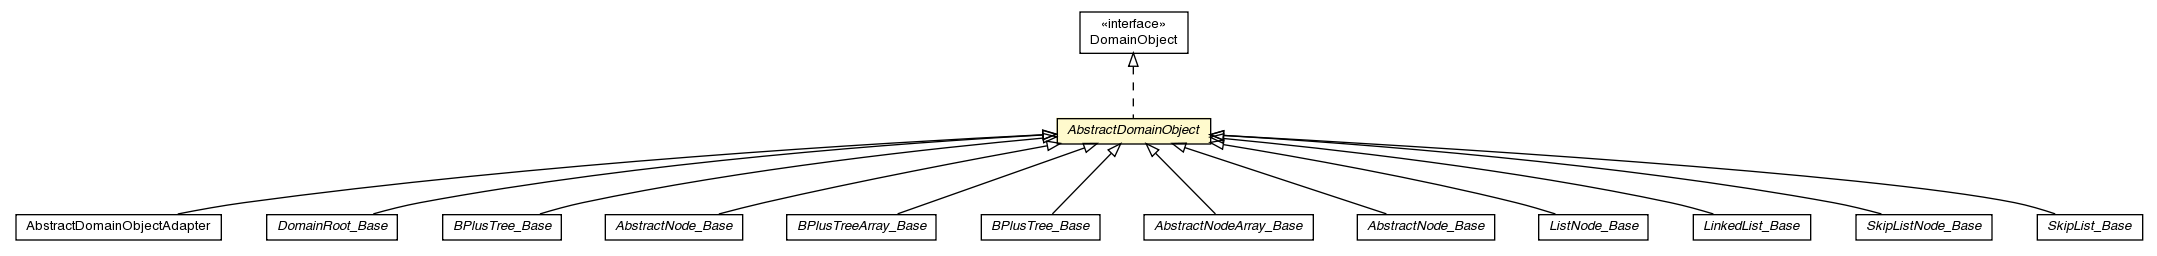 «interface»
DomainObject
AbstractDomainObject
AbstractDomainObjectAdapter
DomainRoot_Base
BPlusTree_Base
AbstractNode_Base
BPlusTreeArray_Base
BPlusTree_Base
AbstractNodeArray_Base
AbstractNode_Base
ListNode_Base
LinkedList_Base
SkipListNode_Base
SkipList_Base